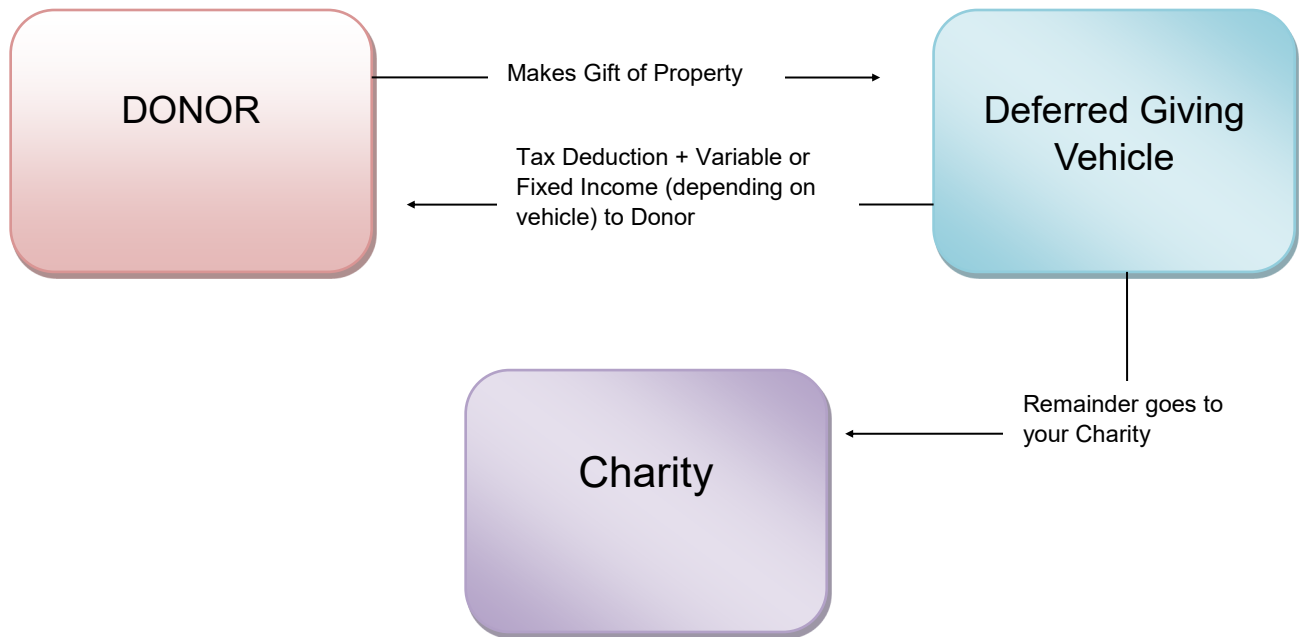 DONOR
Makes Gift of Property
Deferred Giving
Vehicle
Tax Deduction + Variable or
Fixed Income (depending on
vehicle) to Donor
Remainder goes to
your Charity
Charity